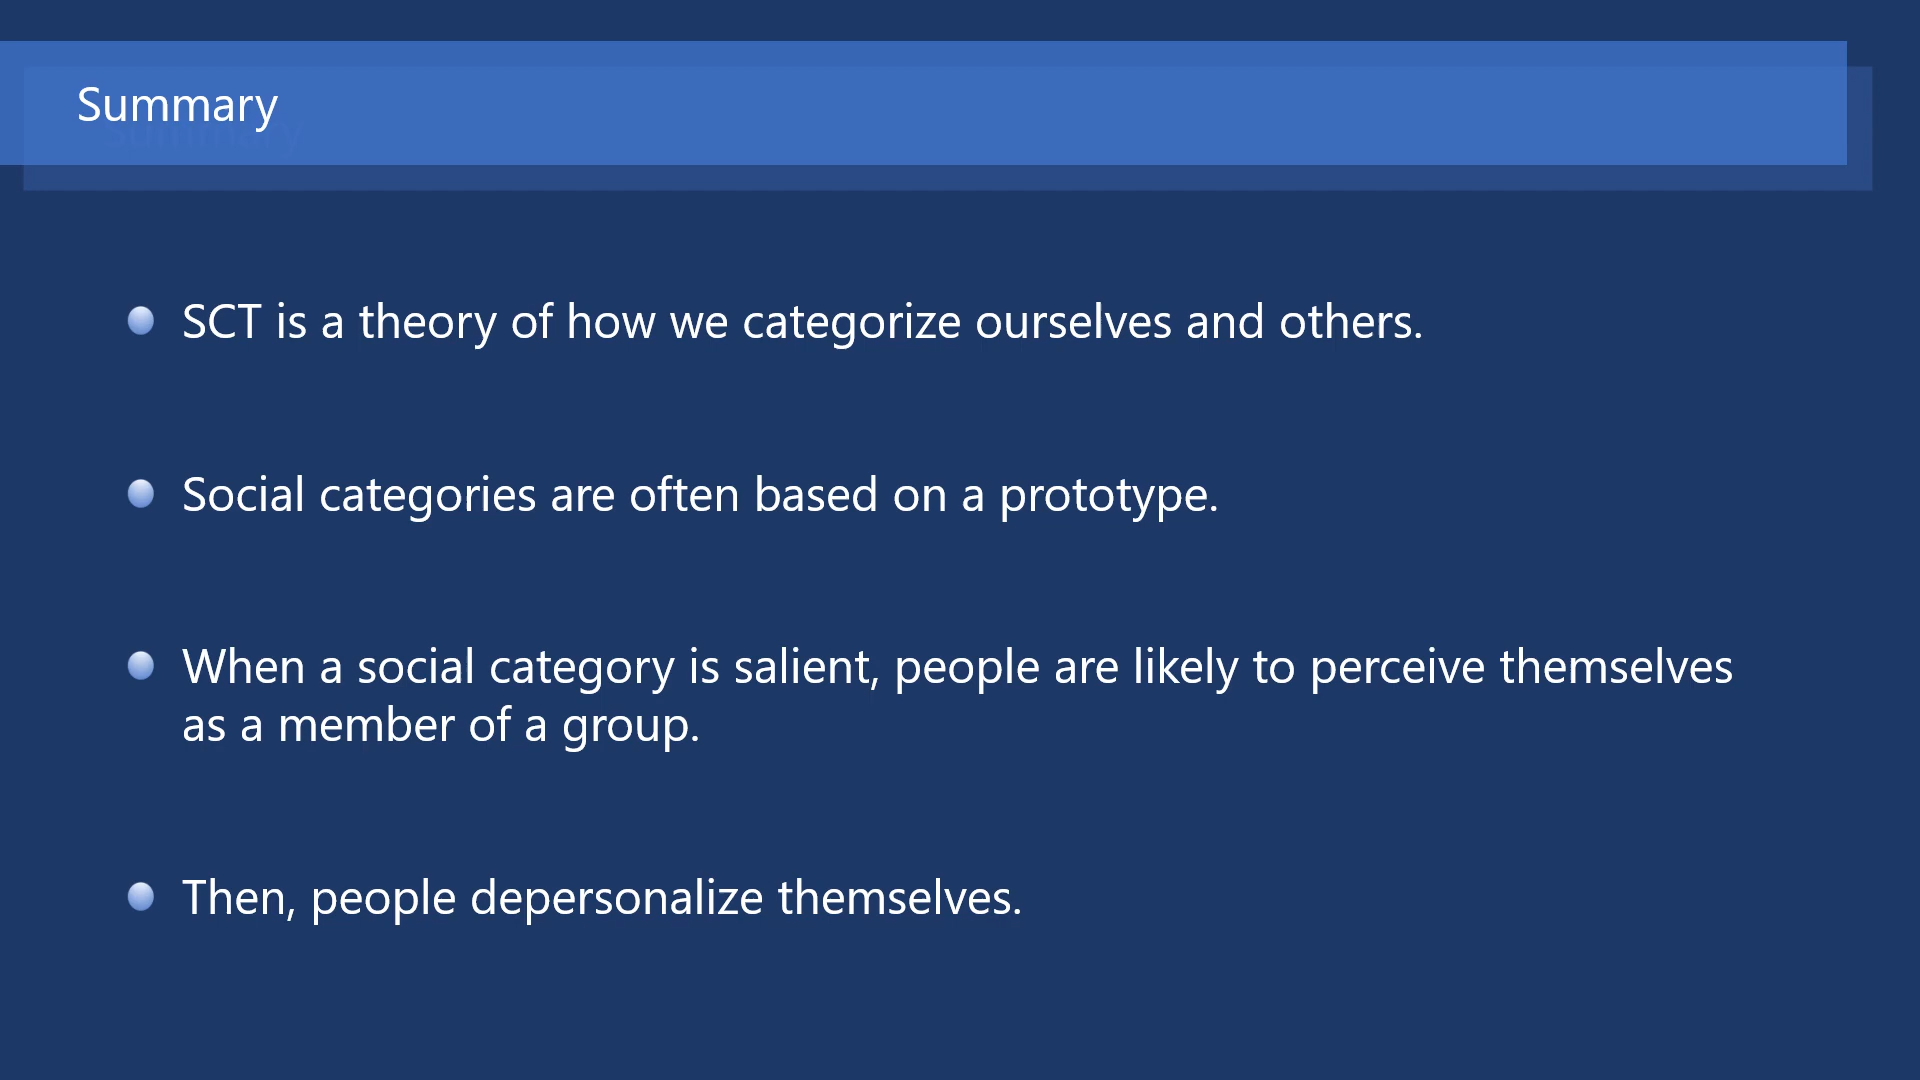 Summary
SCT is a theory of how we categorize ourselves and others.
Social categories are often based on a prototype.
When a social category is salient, people are likely to perceive themselves
as a member of a group.
Then, people depersonalize themselves.